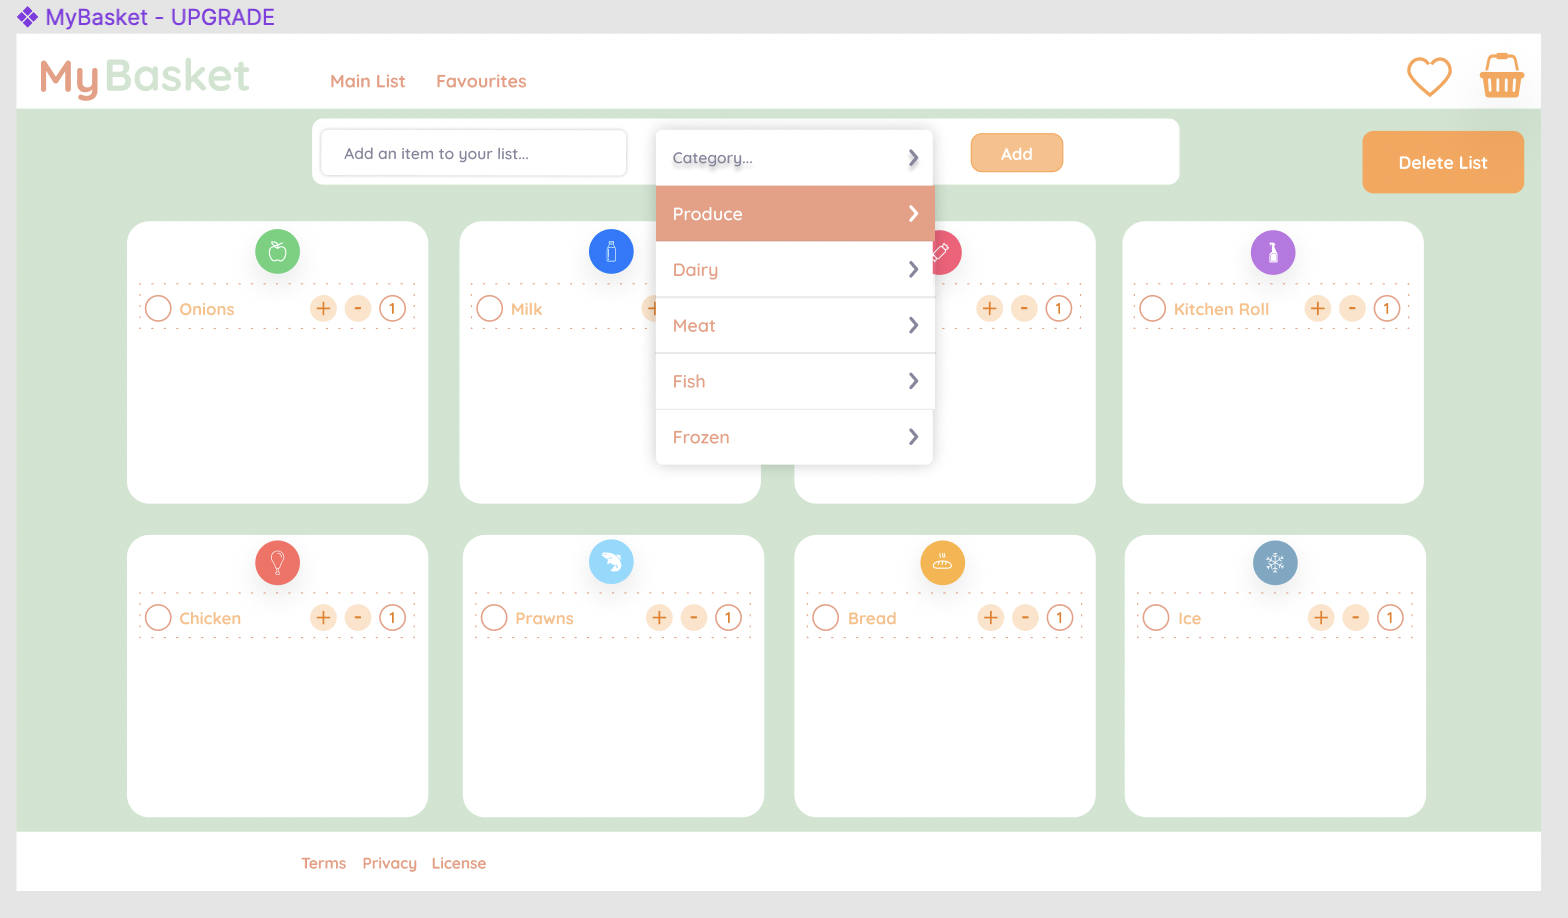 MyBasket - UPGRADE
MyBasket
Main List Favourites
Add an item to your list...
Category...
Add
Delete List
Produce
Dairy
Meat
Fish
Frozen
Onions + - 1
Milk +
+ - 1
Kitchen Roll + - 1
Chicken + - 1
Prawns + - 1
Bread + - 1
Ice + - 1
Terms Privacy License